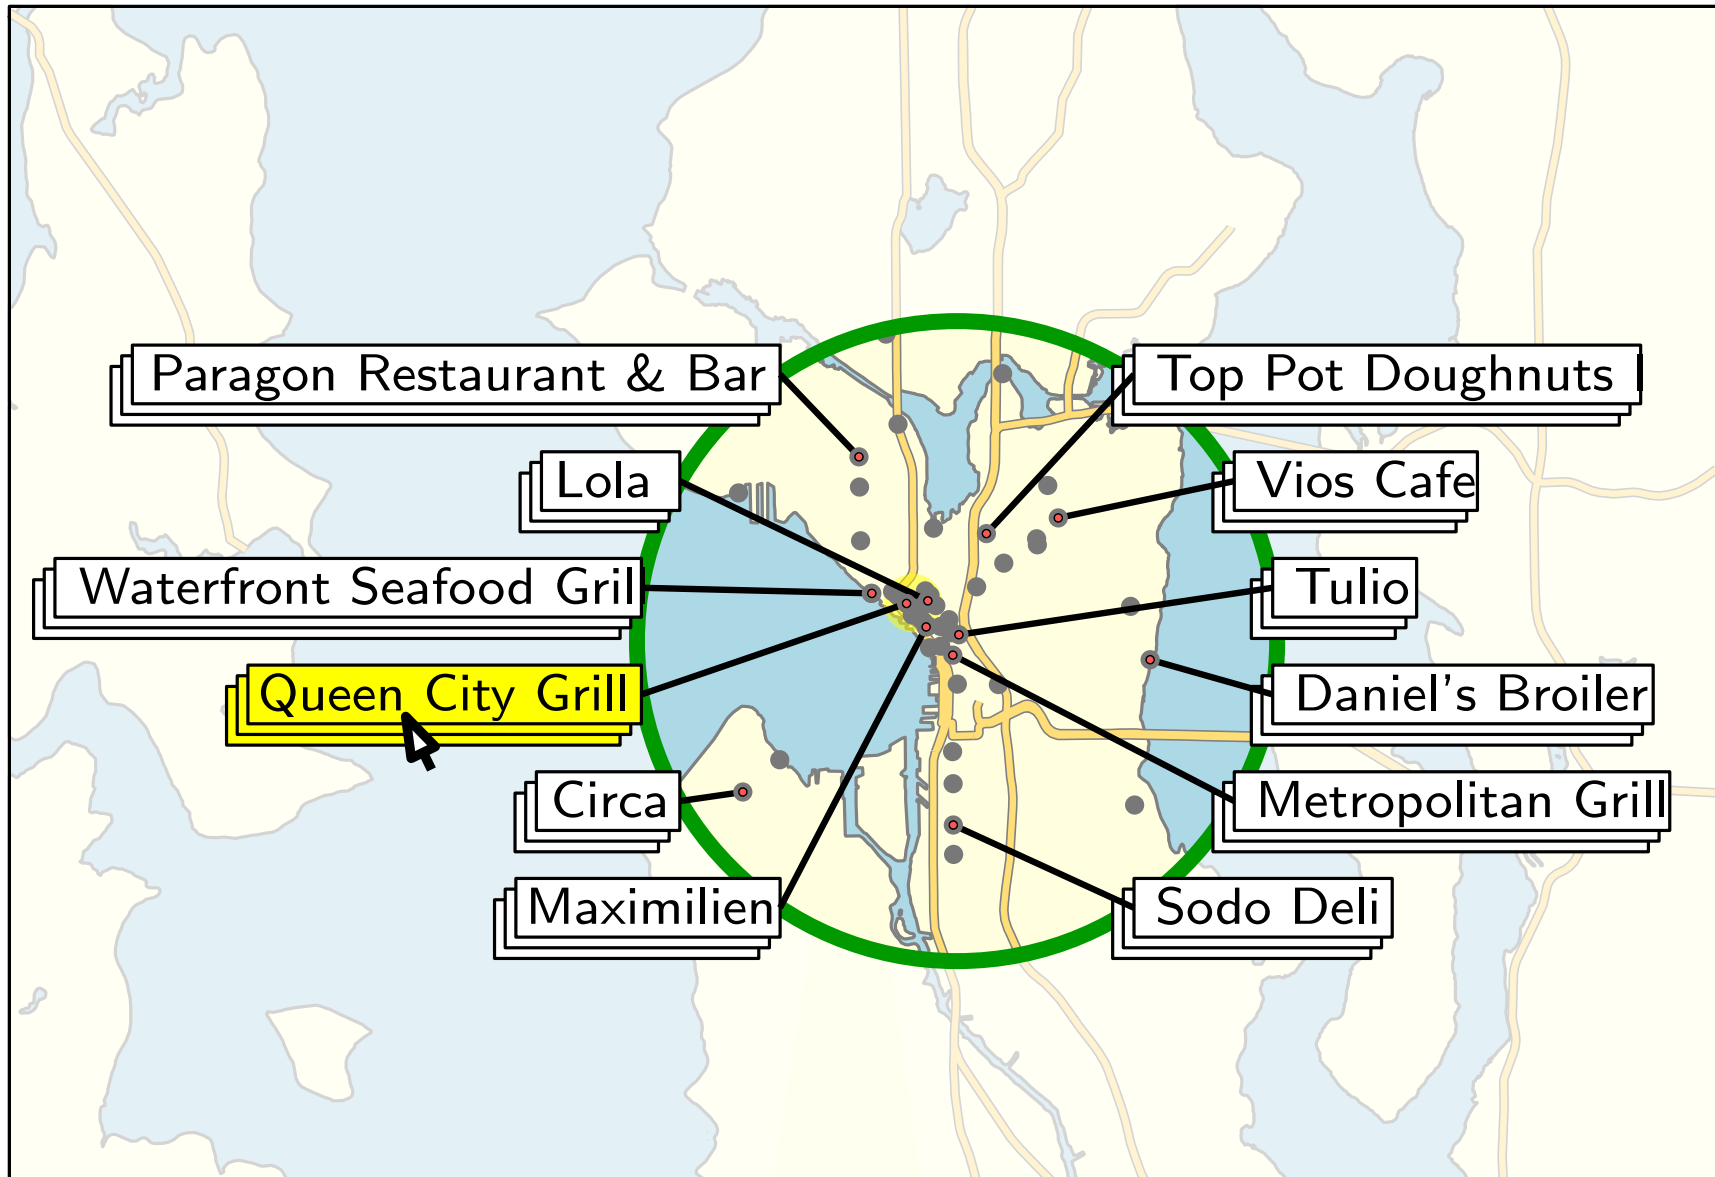 Paragon Restaurant & Bar
Top Pot Doughnuts I
Lola
Vios Cafe
Waterfront Seafood Gril
Tulio
Queen City Grill
Daniel's Broiler
Circa
Metropolitan Grill
Maximilien
Sodo Deli